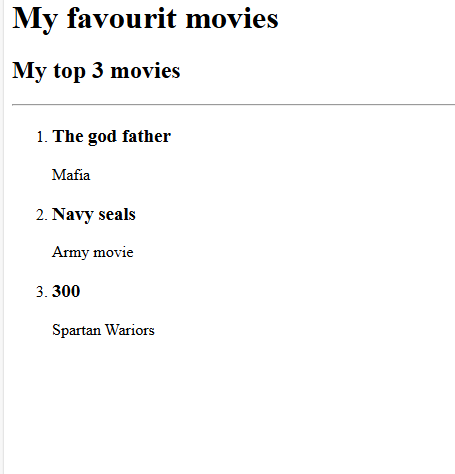 My favourit movies
My top 3 movies
1. The god father
Mafia
2. Navy seals
Army movie
3. 300
Spartan Wariors